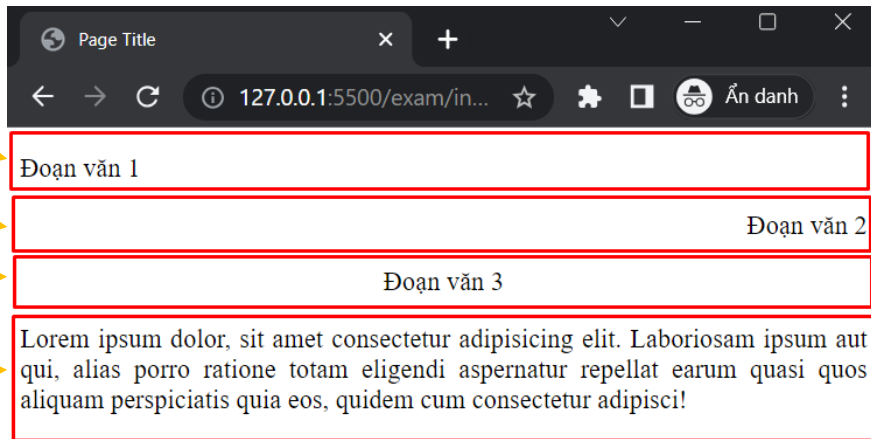 Page Title
127.0.0.1:5500/exam/in...
Ẩn danh
Đoạn văn 1
Đoạn văn 2
Đoạn văn 3
Lorem ipsum dolor, sit amet consectetur adipisicing elit. Laboriosam ipsum aut
qui, alias porro ratione totam eligendi aspernatur repellat earum quasi quos
aliquam perspiciatis quia eos, quidem cum consectetur adipisci!